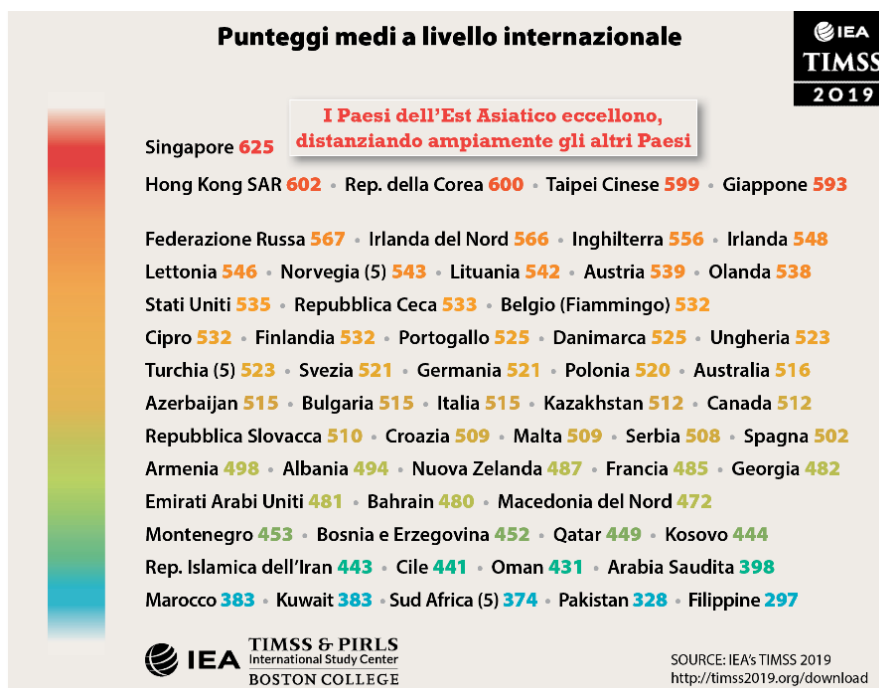 Punteggi medi a livello internazionale
IEA
TIMSS
2019
I Paesi dell'Est Asiatico eccellono,
distanziando ampiamente gli altri Paesi
Singapore 625
Hong Kong SAR 602 • Rep. della Corea 600 • Taipei Cinese 599 • Giappone 593
Federazione Russa 567 • Irlanda del Nord 566 • Inghilterra 556 • Irlanda 548
Lettonia 546 • Norvegia (5) 543 • Lituania 542 • Austria 539 • Olanda 538
Stati Uniti 535 • Repubblica Ceca 533 • Belgio (Fiammingo) 532
Cipro 532 • Finlandia 532 • Portogallo 525 • Danimarca 525 • Ungheria 523
Turchia (5) 523 • Svezia 521 • Germania 521 • Polonia 520 • Australia 516
Azerbaijan 515 • Bulgaria 515 • Italia 515 • Kazakhstan 512 • Canada 512
Repubblica Slovacca 510 • Croazia 509 • Malta 509 • Serbia 508 • Spagna 502
Armenia 498 • Albania 494 • Nuova Zelanda 487 • Francia 485 • Georgia 482
Emirati Arabi Uniti 481 • Bahrain 480 • Macedonia del Nord 472
Montenegro 453 • Bosnia e Erzegovina 452 • Qatar 449 • Kosovo 444
Rep. Islamica dell'Iran 443 • Cile 441 • Oman 431 • Arabia Saudita 398
Marocco 383 • Kuwait 383 • Sud Africa (5) 374 • Pakistan 328 • Filippine 297
IEA
TIMSS & PIRLS
International Study Center
BOSTON COLLEGE
SOURCE: IEA's TIMSS 2019
http://timss2019.org/download